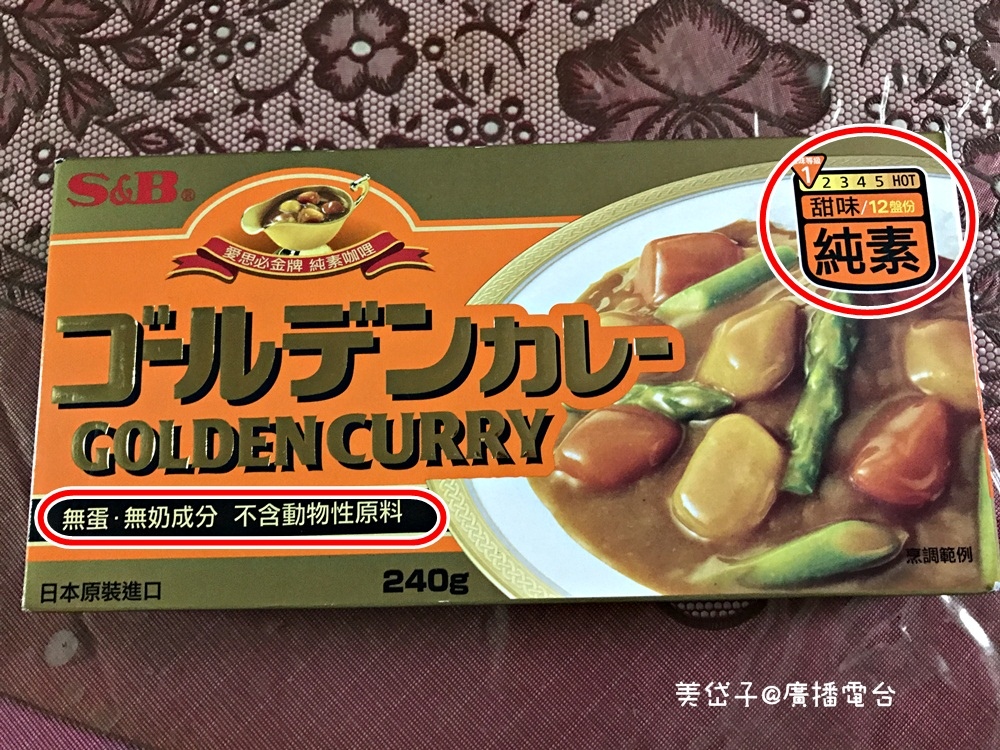 S&B®
1 2 3 4 5 HOT
甜味/12盤份
純素
愛思必金牌 純素咖哩
ゴールデンカレー
GOLDEN CURRY
無蛋·無奶成分 不含動物性原料
烹調範例
日本原裝進口
240g
美岱子@廣播電台